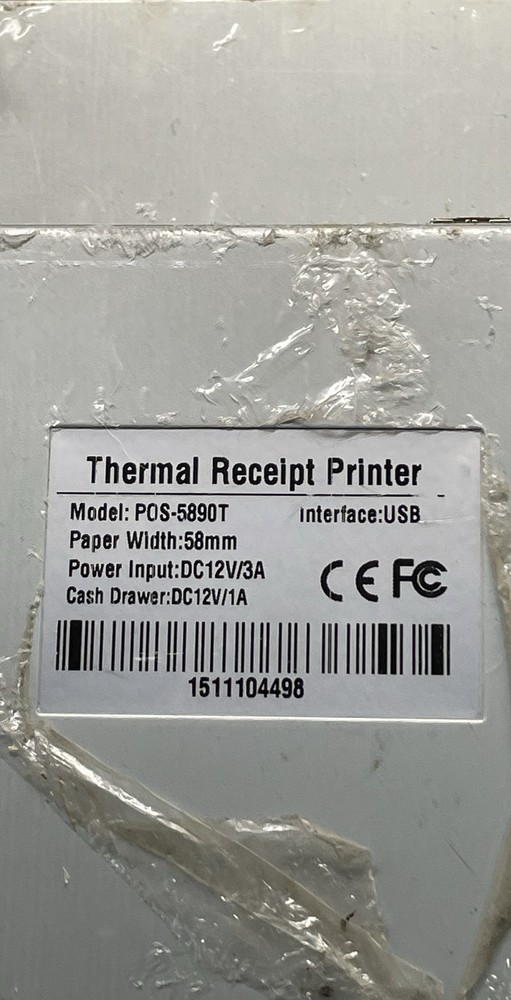 Thermal Receipt Printer
Model: POS-5890T Interface:USB
Paper Width:58mm
Power Input:DC12V/3A
Cash Drawer:DC12V/1A
CE FC
1511104498